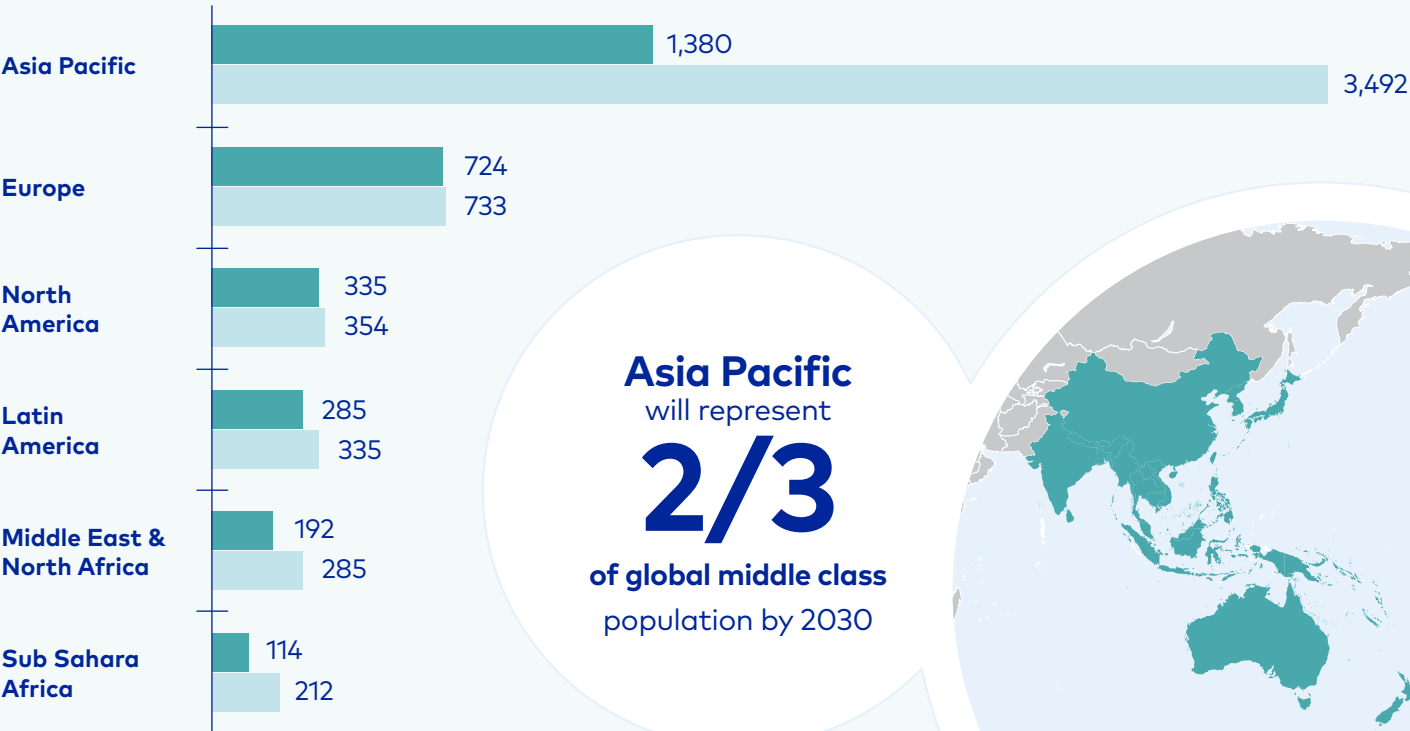 Asia Pacific
1,380
3,492
Europe
724
733
North
America
335
354
Latin
America
285
335
Middle East &
North Africa
192
285
Sub Sahara
Africa
114
212
Asia Pacific
will represent
2/3
of global middle class
population by 2030